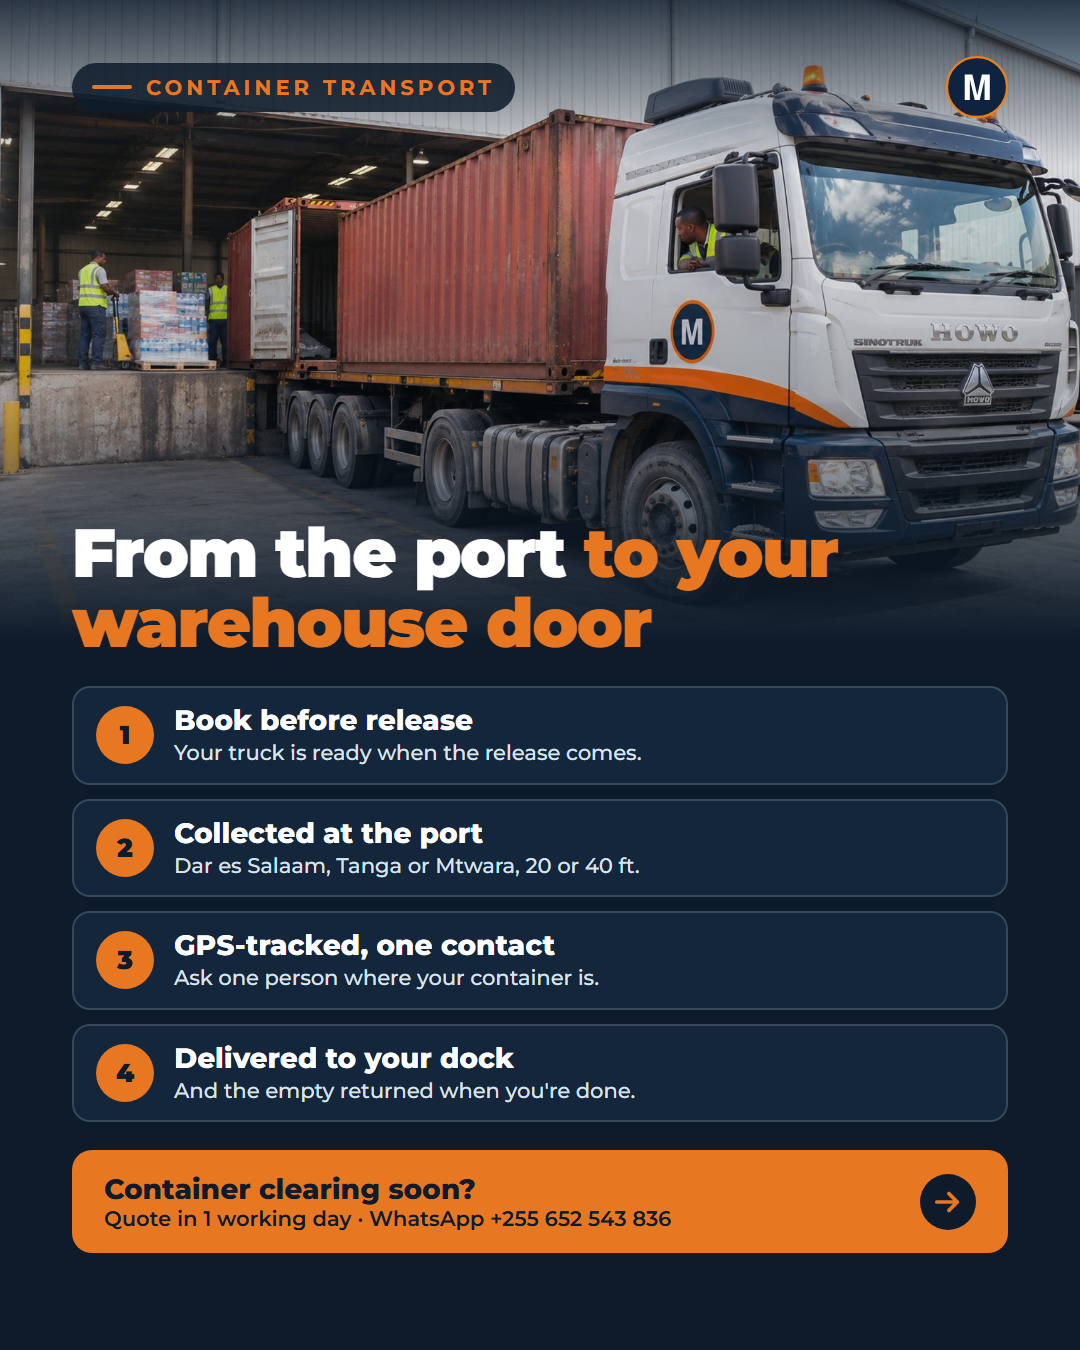 CONTAINER TRANSPORT
M
M
SINOTRUK HOWO
HOWO
From the port to your
warehouse door
1
Book before release
Your truck is ready when the release comes.
2
Collected at the port
Dar es Salaam, Tanga or Mtwara, 20 or 40 ft.
3
GPS-tracked, one contact
Ask one person where your container is.
4
Delivered to your dock
And the empty returned when you're done.
Container clearing soon?
Quote in 1 working day · WhatsApp +255 652 543 836